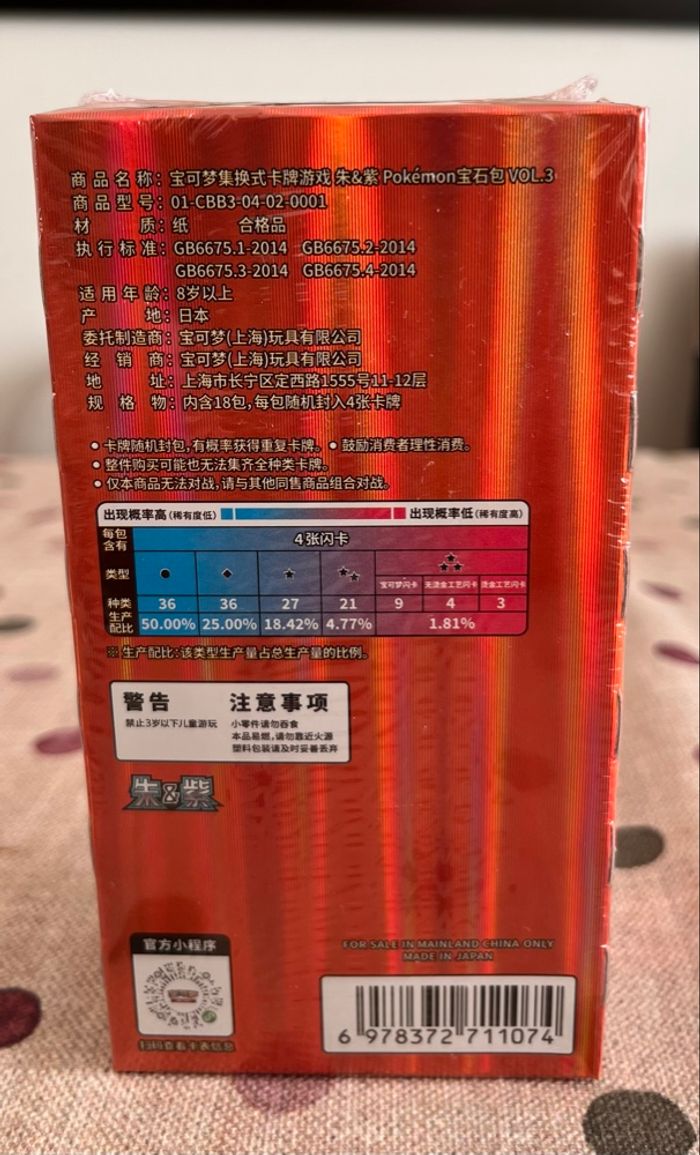 商品名称：宝可梦集换式卡牌游戏 朱&紫 Pokémon宝石包 VOL.3
商品型号：01-CBB3-04-02-0001
材质：纸 合格品
执行标准：GB6675.1-2014 GB6675.2-2014
GB6675.3-2014 GB6675.4-2014
适用年龄：8岁以上
产地：日本
委托制造商：宝可梦(上海)玩具有限公司
经销商：宝可梦(上海)玩具有限公司
地址：上海市长宁区定西路1555号11-12层
规格物：内含18包,每包随机封入4张卡牌
•卡牌随机封包,有概率获得重复卡牌。•鼓励消费者理性消费。
•整件购买可能也无法集齐全种类卡牌。
•仅本商品无法对战,请与其他同售商品组合对战。
出现概率高(稀有度低) 出现概率低(稀有度高)
每包含有 4张闪卡
类型 ● ◆ ★ ★★ ★★★
宝可梦闪卡 无烫金工艺闪卡 烫金工艺闪卡
种类 36 36 27 21 9 4 3
生产配比 50.00% 25.00% 18.42% 4.77% 1.81%
※ 生产配比:该类型生产量占总生产量的比例。
警告 注意事项
禁止3岁以下儿童游玩 小零件请勿吞食
本品易燃,请勿靠近火源
塑料包装请及时妥善丢弃
朱&紫
官方小程序
扫码查看卡表信息
FOR SALE IN MAINLAND CHINA ONLY
MADE IN JAPAN
6 978372 711074